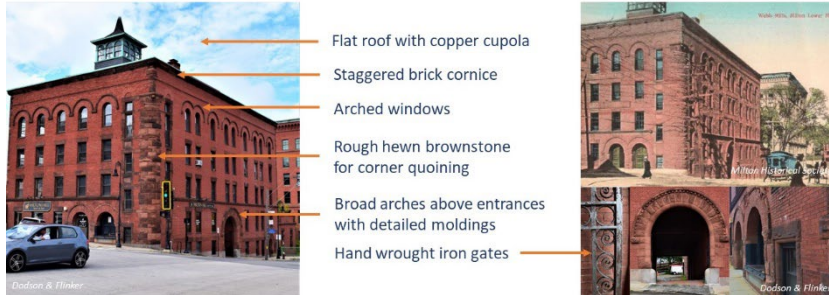 Flat roof with copper cupola
Staggered brick cornice
Arched windows
Rough hewn brownstone
for corner quoining
Broad arches above entrances
with detailed moldings
Hand wrought iron gates
Dodson & Flinker
Milton Historical Society
Dodson & Flinker